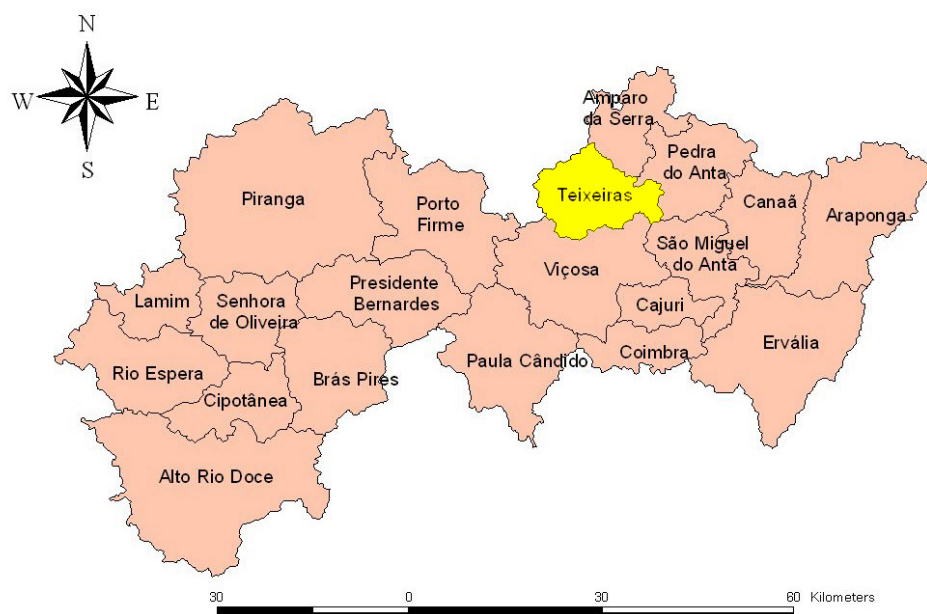 N
W
E
S
Amparo
da Serra
Pedra
do Anta
Teixeiras
Canaã
Piranga
Porto
Firme
Araponga
São Miguel
do Anta
Viçosa
Lamim
Senhora
de Oliveira
Presidente
Bernardes
Cajuri
Ervália
Coimbra
Paula Cândido
Rio Espera
Brás Pires
Cipotânea
Alto Rio Doce
30 0 30 60 Kilometers